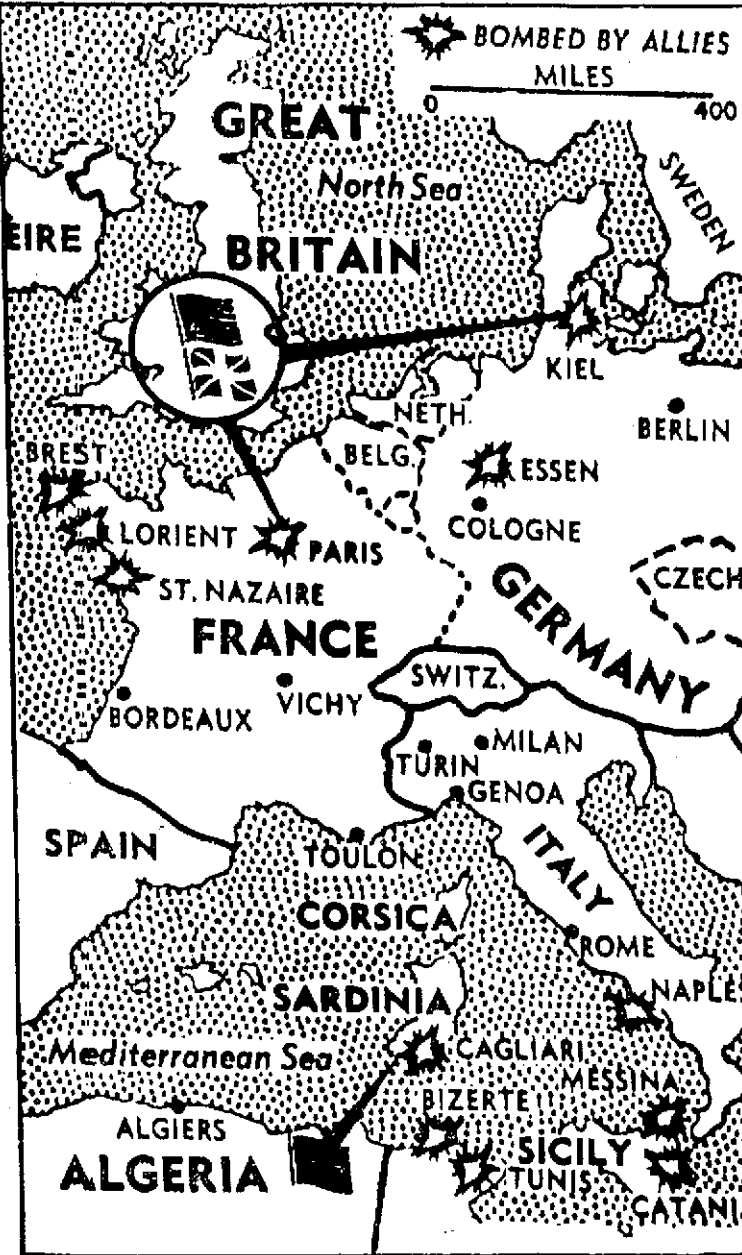 BOMBED BY ALLIES
MILES
0 400
GREAT
North Sea
SWEDEN
EIRE
BRITAIN
KIEL
NETH.
BERLIN
BREST
BELG.
ESSEN
LORIENT
PARIS
COLOGNE
ST. NAZAIRE
CZECH
GERMANY
FRANCE
SWITZ.
VICHY
BORDEAUX
MILAN
TURIN
GENOA
SPAIN
TOULON
ITALY
CORSICA
ROME
SARDINIA
NAPLES
Mediterranean Sea
CAGLIARI
MESSINA
BIZERTE
ALGIERS
SICILY
ALGERIA
TUNIS
CATANI